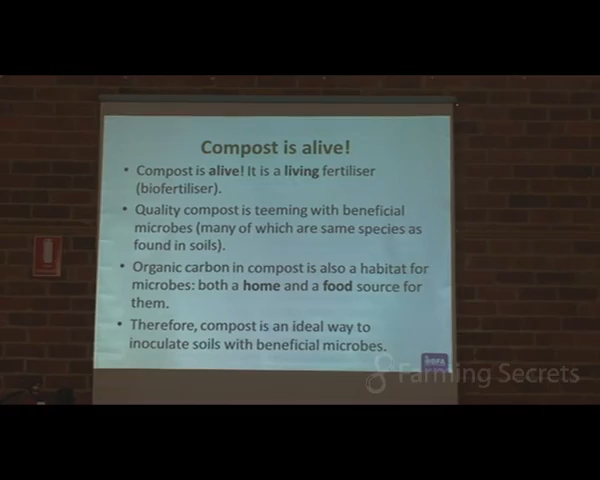 Compost is alive!
• Compost is alive! It is a living fertiliser
(biofertiliser).
• Quality compost is teeming with beneficial
microbes (many of which are same species as
found in soils).
• Organic carbon in compost is also a habitat for
microbes: both a home and a food source for
them.
• Therefore, compost is an ideal way to
inoculate soils with beneficial microbes.
Farming Secrets